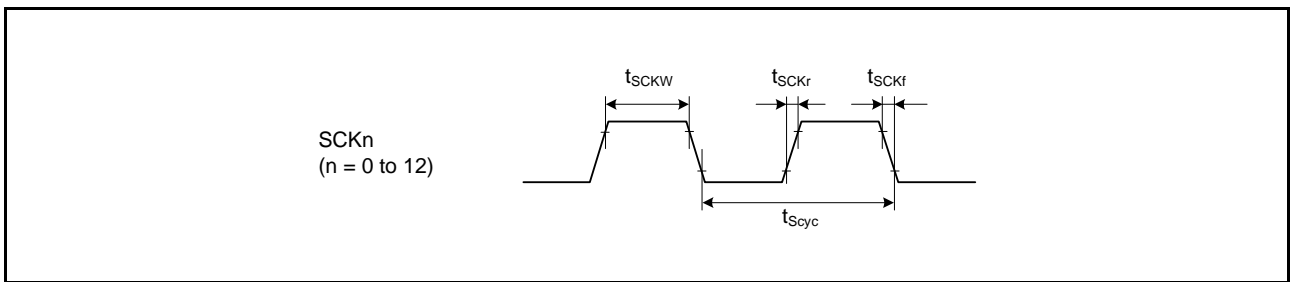 tSCKW
tSCKr
tSCKf
SCKn
(n = 0 to 12)
tScyc